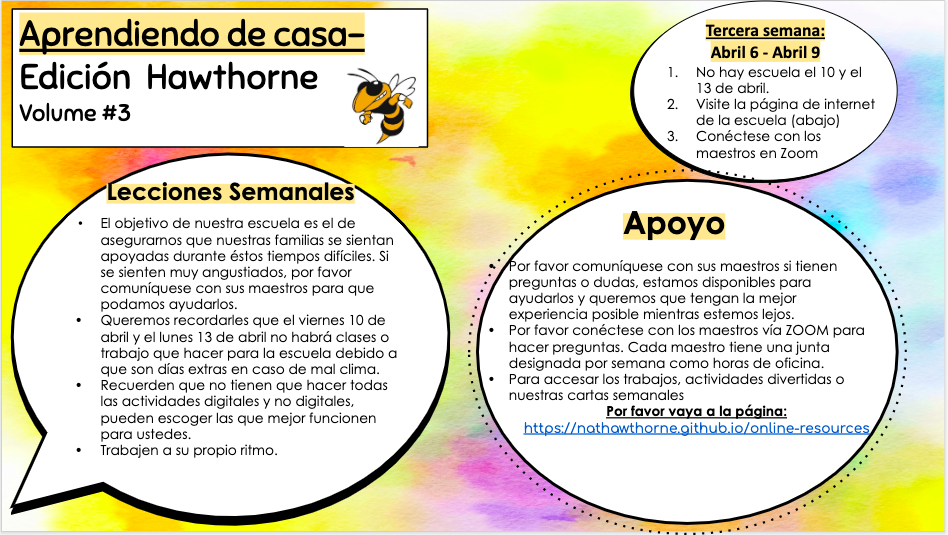 Aprendiendo de casa-
Edición Hawthorne
Volume #3
Tercera semana:
Abril 6 - Abril 9
1. No hay escuela el 10 y el
13 de abril.
2. Visite la página de internet
de la escuela (abajo)
3. Conéctese con los
maestros en Zoom
Lecciones Semanales
• El objetivo de nuestra escuela es el de
asegurarnos que nuestras familias se sientan
apoyadas durante éstos tiempos difíciles. Si
se sienten muy angustiados, por favor
comuníquese con sus maestros para que
podamos ayudarlos.
• Queremos recordarles que el viernes 10 de
abril y el lunes 13 de abril no habrá clases o
trabajo que hacer para la escuela debido a
que son días extras en caso de mal clima.
• Recuerden que no tienen que hacer todas
las actividades digitales y no digitales,
pueden escoger las que mejor funcionen
para ustedes.
• Trabajen a su propio ritmo.
Apoyo
• Por favor comuníquese con sus maestros si tienen
preguntas o dudas, estamos disponibles para
ayudarlos y queremos que tengan la mejor
experiencia posible mientras estemos lejos.
• Por favor conéctese con los maestros vía ZOOM para
hacer preguntas. Cada maestro tiene una junta
designada por semana como horas de oficina.
• Para accesar los trabajos, actividades divertidas o
nuestras cartas semanales
Por favor vaya a la página:
https://nathawthorne.github.io/online-resources